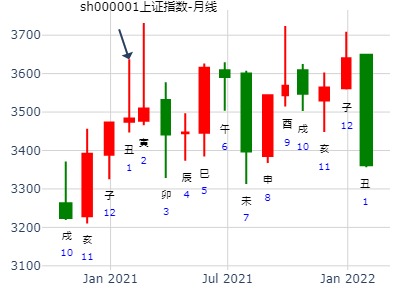 sh000001上证指数-月线
3700
3600
3500
3400
3300
3200
3100
戌
10
亥
11
子
12
丑
1
寅
2
卯
3
辰
4
巳
5
午
6
未
7
申
8
酉
9
戌
10
亥
11
子
12
丑
1
Jan 2021
Jul 2021
Jan 2022